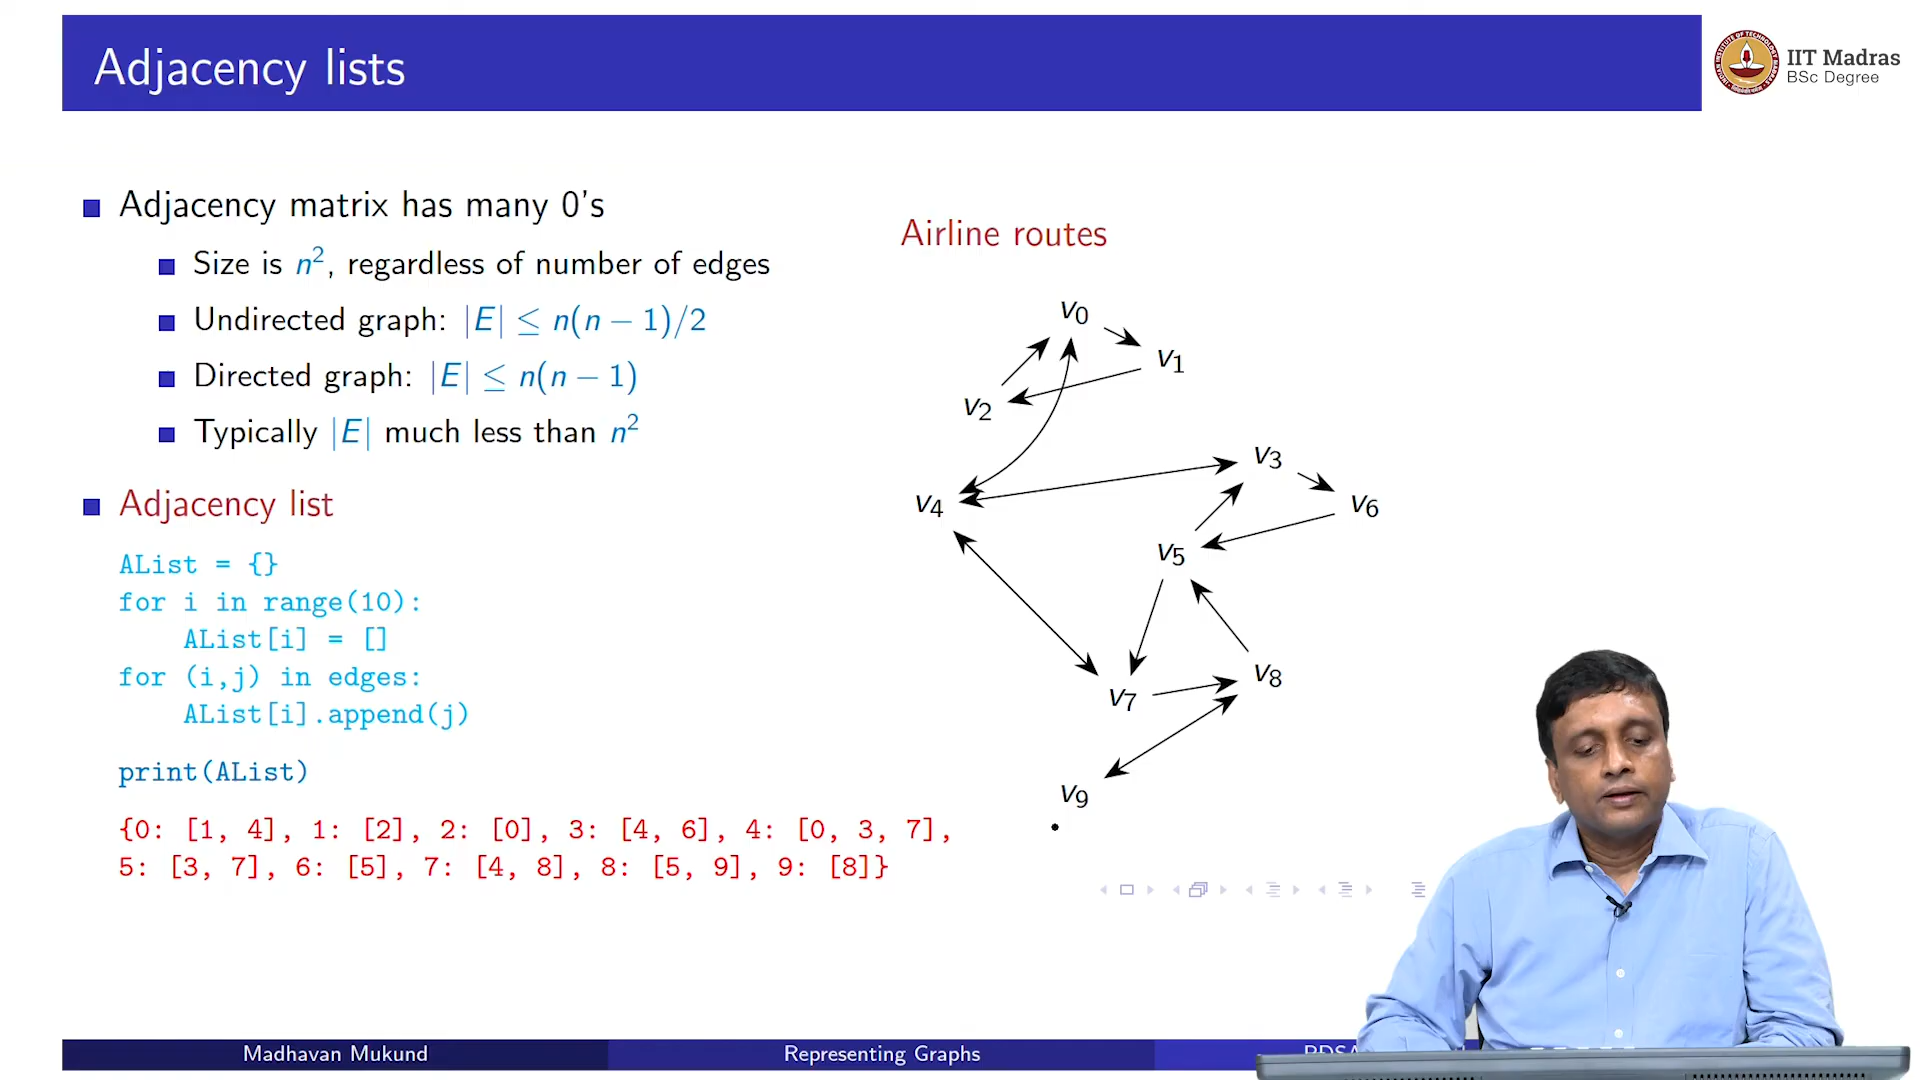 Adjacency lists
IIT Madras
BSc Degree
Adjacency matrix has many 0's
Size is n², regardless of number of edges
Undirected graph: |E| ≤ n(n − 1)/2
Directed graph: |E| ≤ n(n − 1)
Typically |E| much less than n²
Adjacency list
AList = {}
for i in range(10):
    AList[i] = []
for (i,j) in edges:
    AList[i].append(j)
print(AList)
{0: [1, 4], 1: [2], 2: [0], 3: [4, 6], 4: [0, 3, 7],
5: [3, 7], 6: [5], 7: [4, 8], 8: [5, 9], 9: [8]}
Airline routes
v0
v1
v2
v3
v4
v6
v5
v8
v7
v9
Madhavan Mukund
Representing Graphs